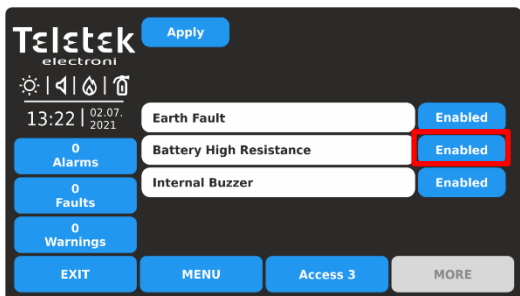 Teletek
electroni
Apply
13:22 | 02.07.
2021
Earth Fault Enabled
Battery High Resistance Enabled
Internal Buzzer Enabled
0
Alarms
0
Faults
0
Warnings
EXIT MENU Access 3 MORE